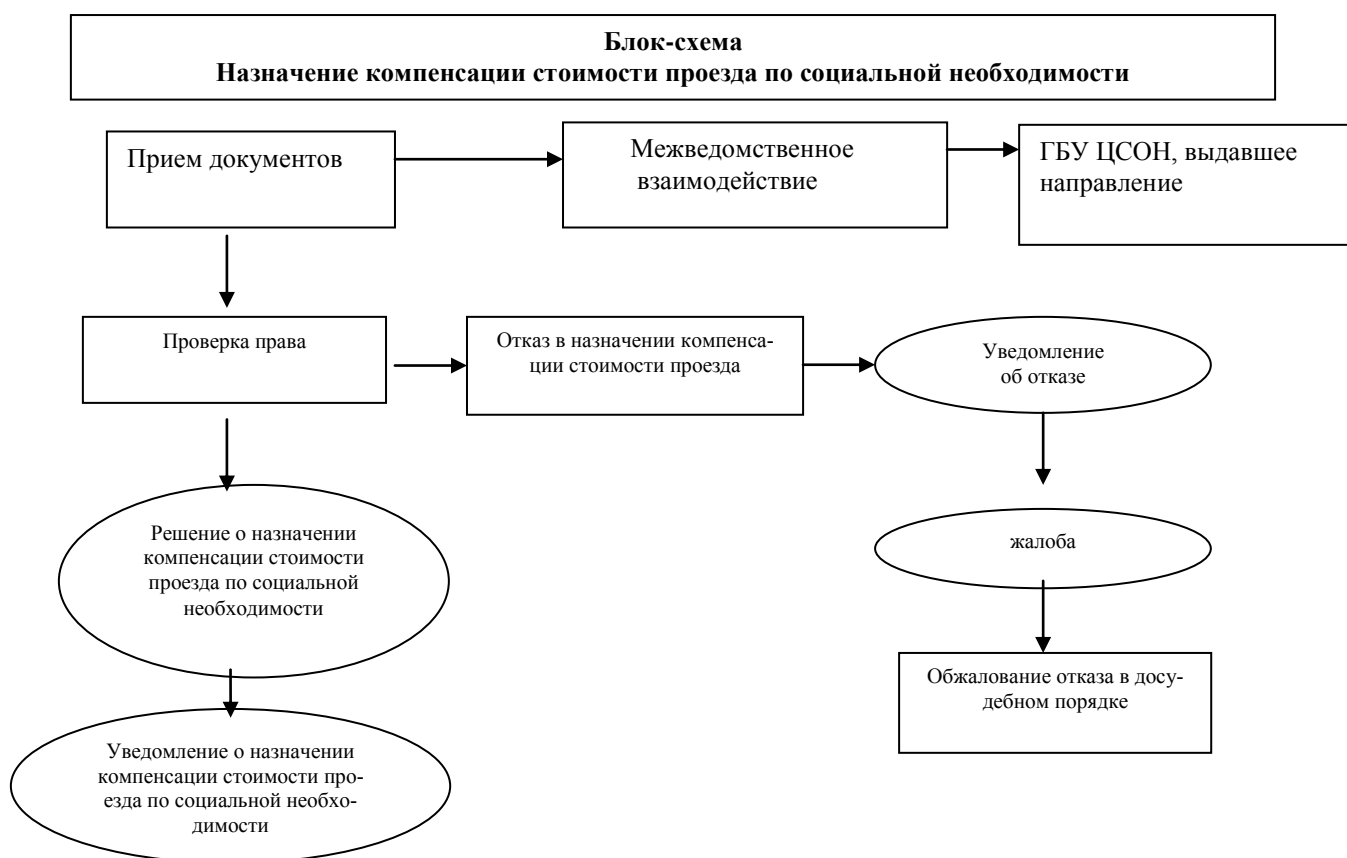 Блок-схема
Назначение компенсации стоимости проезда по социальной необходимости
Прием документов
Межведомственное
взаимодействие
ГБУ ЦСОН, выдавшее
направление
Проверка права
Отказ в назначении компенса-
ции стоимости проезда
Уведомление
об отказе
Решение о назначении
компенсации стоимости
проезда по социальной
необходимости
жалоба
Обжалование отказа в досу-
дебном порядке
Уведомление о назначении
компенсации стоимости про-
езда по социальной необхо-
димости